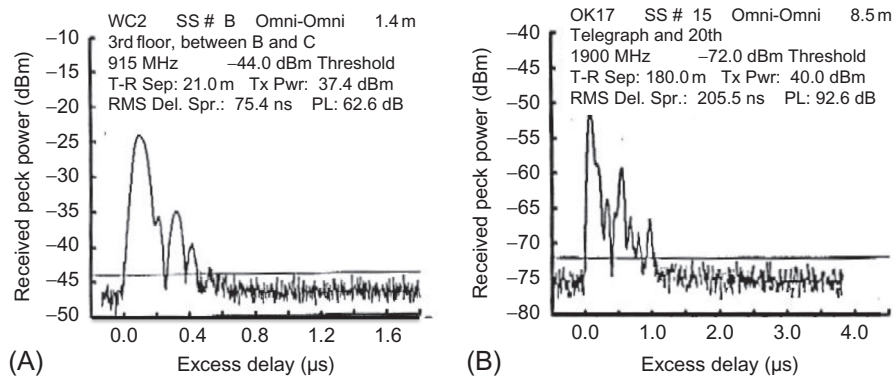 WC2 SS # B Omni-Omni 1.4 m
3rd floor, between B and C
915 MHz −44.0 dBm Threshold
T-R Sep: 21.0 m Tx Pwr: 37.4 dBm
RMS Del. Spr.: 75.4 ns PL: 62.6 dB
Received peck power (dBm)
−10
−15
−20
−25
−30
−35
−40
−45
−50
0.0 0.4 0.8 1.2 1.6
Excess delay (μs)
(A)
OK17 SS # 15 Omni-Omni 8.5 m
Telegraph and 20th
1900 MHz −72.0 dBm Threshold
T-R Sep: 180.0 m Tx Pwr: 40.0 dBm
RMS Del. Spr.: 205.5 ns PL: 92.6 dB
Received peck power (dBm)
−40
−45
−50
−55
−60
−65
−70
−75
−80
0.0 1.0 2.0 3.0 4.0
Excess delay (μs)
(B)